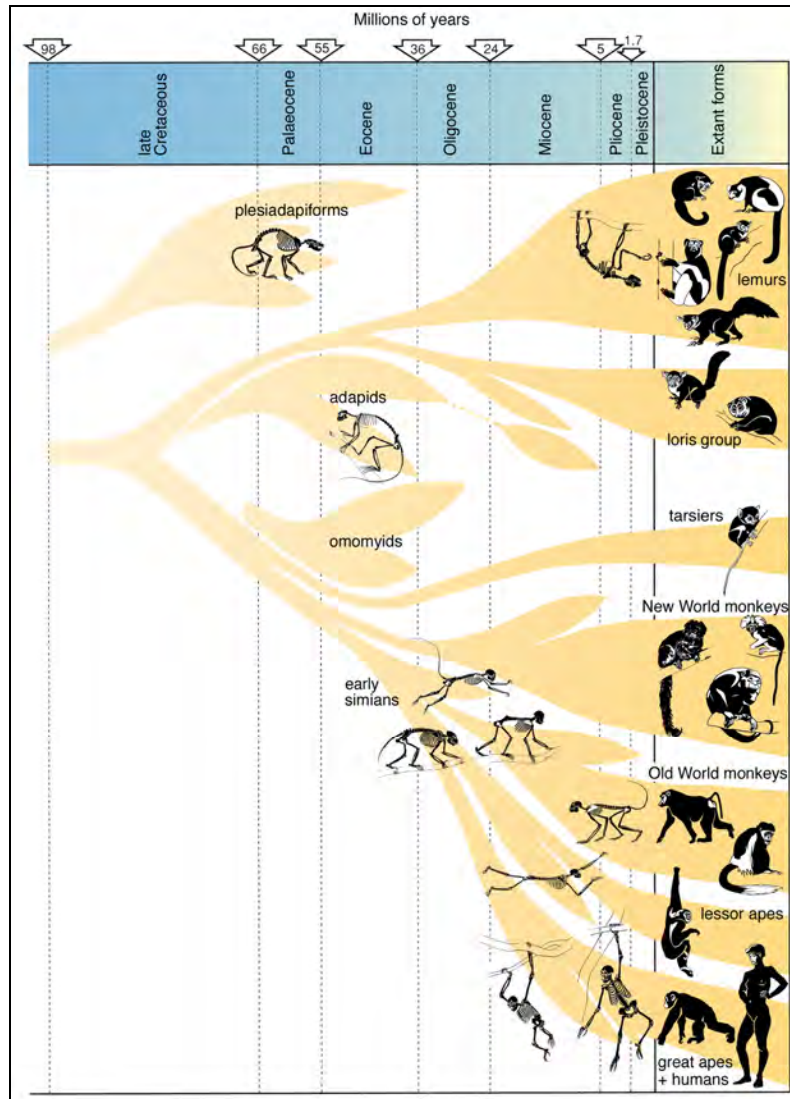 Millions of years
98 66 55 36 24 5 1.7
late
Cretaceous
Palaeocene
Eocene
Oligocene
Miocene
Pliocene
Pleistocene
Extant forms
plesiadapiforms
lemurs
adapids
loris group
omomyids
tarsiers
New World monkeys
early
simians
Old World monkeys
lessor apes
great apes
+ humans